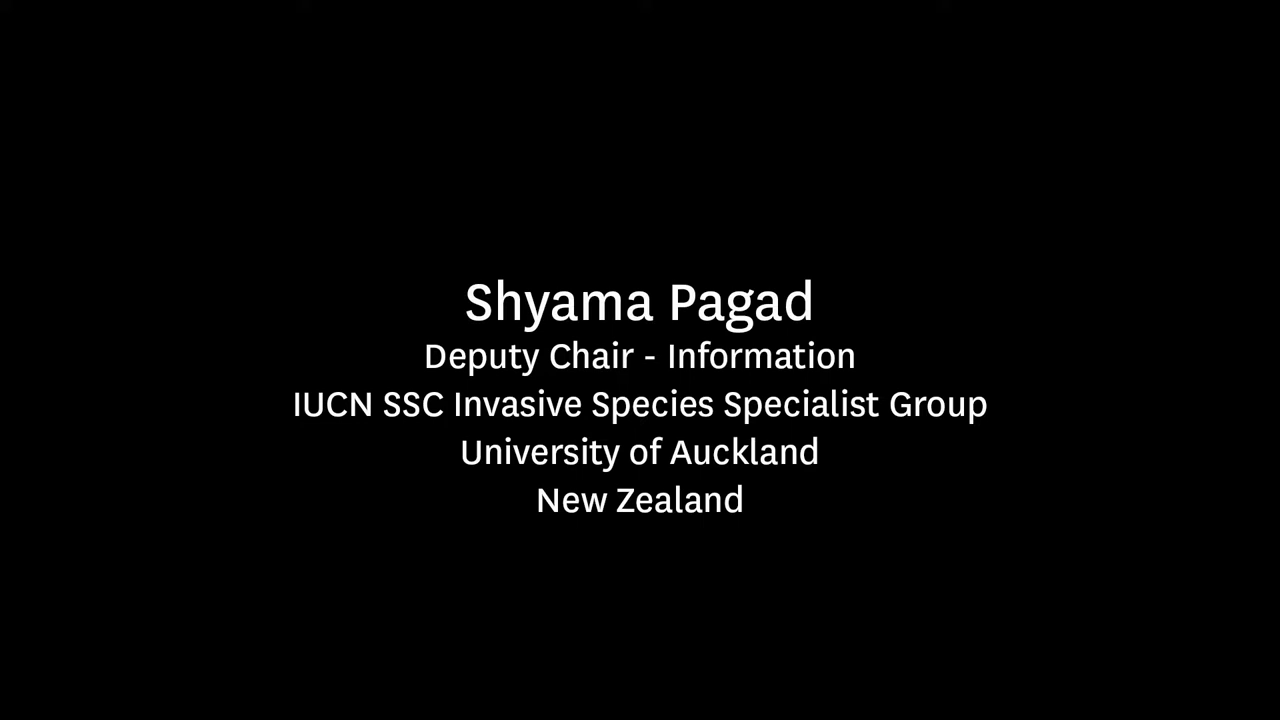 Shyama Pagad
Deputy Chair - Information
IUCN SSC Invasive Species Specialist Group
University of Auckland
New Zealand